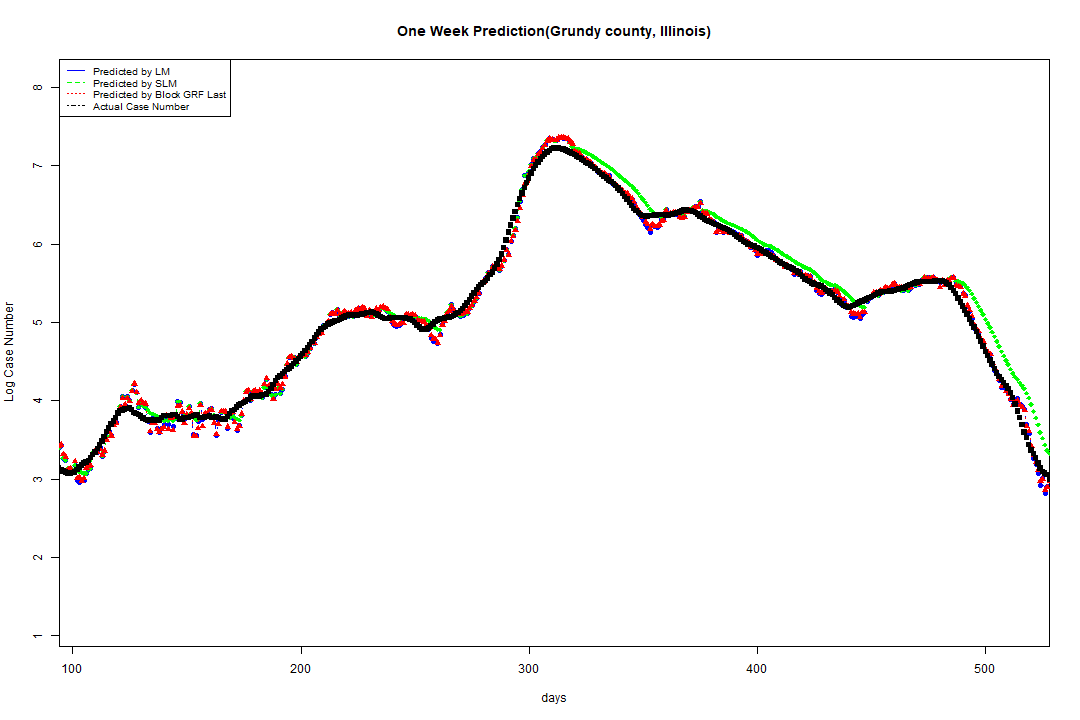 One Week Prediction(Grundy county, Illinois)
Predicted by LM
Predicted by SLM
Predicted by Block GRF Last
Actual Case Number
8
7
6
5
4
3
2
1
Log Case Number
100 200 300 400 500
days